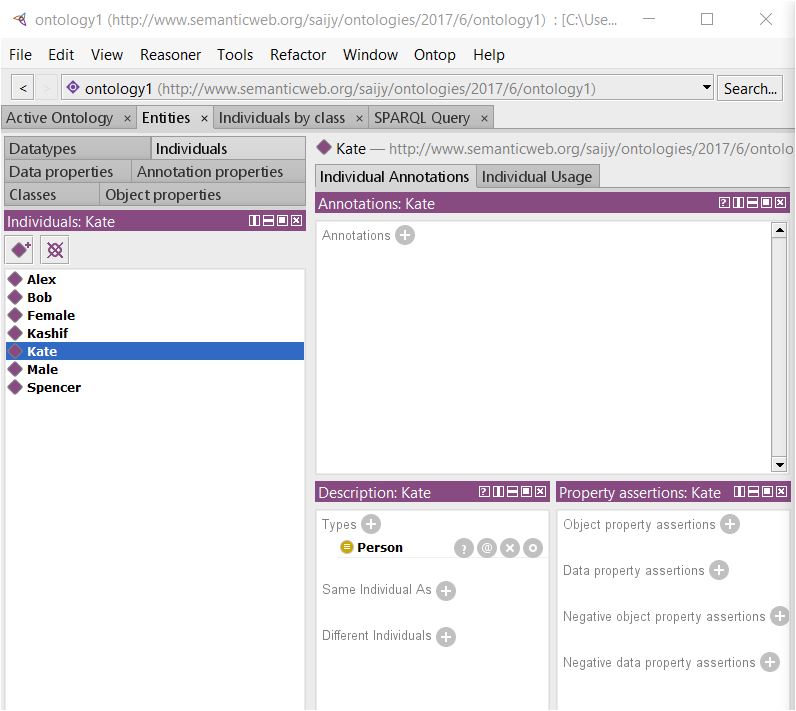 ontology1 (http://www.semanticweb.org/saijy/ontologies/2017/6/ontology1) : [C:\Use...
File Edit View Reasoner Tools Refactor Window Ontop Help
< > ontology1 (http://www.semanticweb.org/saijy/ontologies/2017/6/ontology1) Search...
Active Ontology × Entities × Individuals by class × SPARQL Query ×
Datatypes Individuals
Data properties Annotation properties
Classes Object properties
Individuals: Kate
Alex
Bob
Female
Kashif
Kate
Male
Spencer
Kate — http://www.semanticweb.org/saijy/ontologies/2017/6/ontolo
Individual Annotations Individual Usage
Annotations: Kate
Annotations
Description: Kate
Types
Person
Same Individual As
Different Individuals
Property assertions: Kate
Object property assertions
Data property assertions
Negative object property assertions
Negative data property assertions